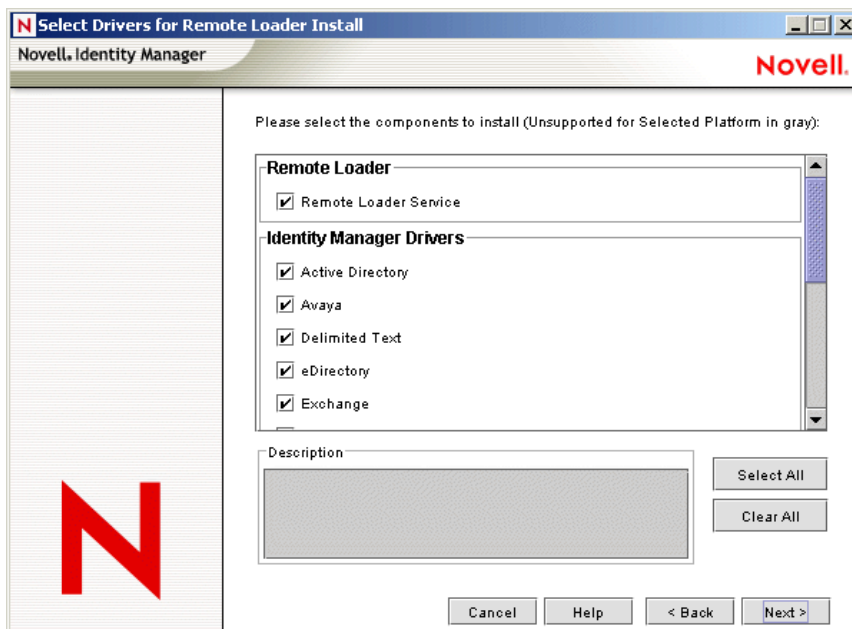 N Select Drivers for Remote Loader Install
Novell. Identity Manager
Novell.
Please select the components to install (Unsupported for Selected Platform in gray):
Remote Loader
Remote Loader Service
Identity Manager Drivers
Active Directory
Avaya
Delimited Text
eDirectory
Exchange
Description
Select All
Clear All
N
Cancel Help < Back Next >